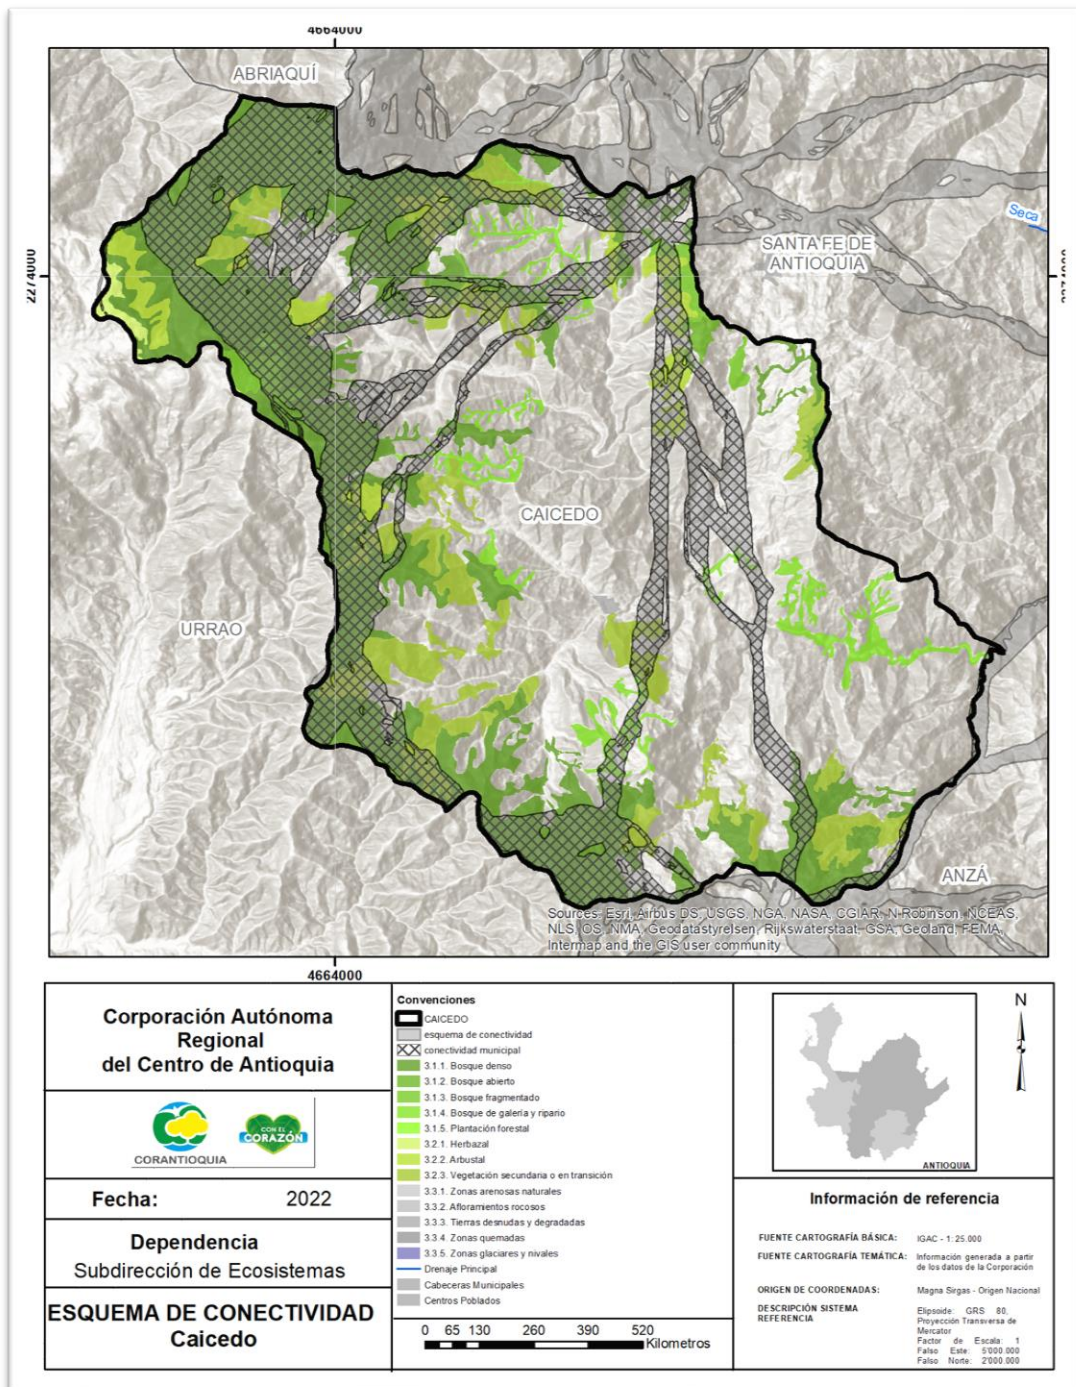 4664000
ABRIAQUÍ
Seca
SANTA FE DE
ANTIOQUIA
2274000
CAICEDO
URRAO
ANZÁ
Sources: Esri, Airbus DS, USGS, NGA, NASA, CGIAR, N Robinson, NCEAS,
NLS, OS, NMA, Geodatastyrelsen, Rijkswaterstaat, GSA, Geoland, FEMA,
Intermap and the GIS user community
4664000
Corporación Autónoma
Regional
del Centro de Antioquia
CORANTIOQUIA
CON EL
CORAZÓN
Fecha: 2022
Dependencia
Subdirección de Ecosistemas
ESQUEMA DE CONECTIVIDAD
Caicedo
Convenciones
CAICEDO
esquema de conectividad
conectividad municipal
3.1.1. Bosque denso
3.1.2. Bosque abierto
3.1.3. Bosque fragmentado
3.1.4. Bosque de galería y ripario
3.1.5. Plantación forestal
3.2.1. Herbazal
3.2.2. Arbustal
3.2.3. Vegetación secundaria o en transición
3.3.1. Zonas arenosas naturales
3.3.2. Afloramientos rocosos
3.3.3. Tierras desnudas y degradadas
3.3.4. Zonas quemadas
3.3.5. Zonas glaciares y nivales
Drenaje Principal
Cabeceras Municipales
Centros Poblados
0 65 130 260 390 520
Kilometros
N
ANTIOQUIA
Información de referencia
FUENTE CARTOGRAFÍA BÁSICA: IGAC - 1:25.000
FUENTE CARTOGRAFÍA TEMÁTICA: Información generada a partir
de los datos de la Corporación
ORIGEN DE COORDENADAS: Magna Sirgas - Origen Nacional
DESCRIPCIÓN SISTEMA
REFERENCIA
Elipsoide: GRS 80,
Proyección Transversa de
Mercator
Factor de Escala: 1
Falso Este: 5'000.000
Falso Norte: 2'000.000